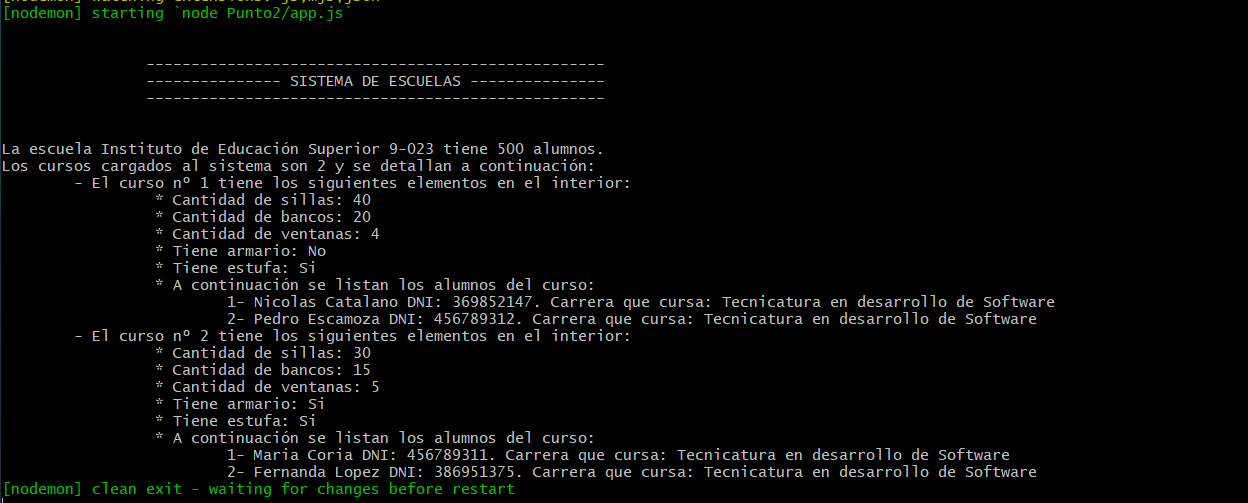 [nodemon] watching extensions: js,mjs,json
[nodemon] starting `node Punto2/app.js`
---------------------------------------------------
--------------- SISTEMA DE ESCUELAS ---------------
---------------------------------------------------
La escuela Instituto de Educación Superior 9-023 tiene 500 alumnos.
Los cursos cargados al sistema son 2 y se detallan a continuación:
- El curso nº 1 tiene los siguientes elementos en el interior:
* Cantidad de sillas: 40
* Cantidad de bancos: 20
* Cantidad de ventanas: 4
* Tiene armario: No
* Tiene estufa: Si
* A continuación se listan los alumnos del curso:
1- Nicolas Catalano DNI: 369852147. Carrera que cursa: Tecnicatura en desarrollo de Software
2- Pedro Escamoza DNI: 456789312. Carrera que cursa: Tecnicatura en desarrollo de Software
- El curso nº 2 tiene los siguientes elementos en el interior:
* Cantidad de sillas: 30
* Cantidad de bancos: 15
* Cantidad de ventanas: 5
* Tiene armario: Si
* Tiene estufa: Si
* A continuación se listan los alumnos del curso:
1- Maria Coria DNI: 456789311. Carrera que cursa: Tecnicatura en desarrollo de Software
2- Fernanda Lopez DNI: 386951375. Carrera que cursa: Tecnicatura en desarrollo de Software
[nodemon] clean exit - waiting for changes before restart